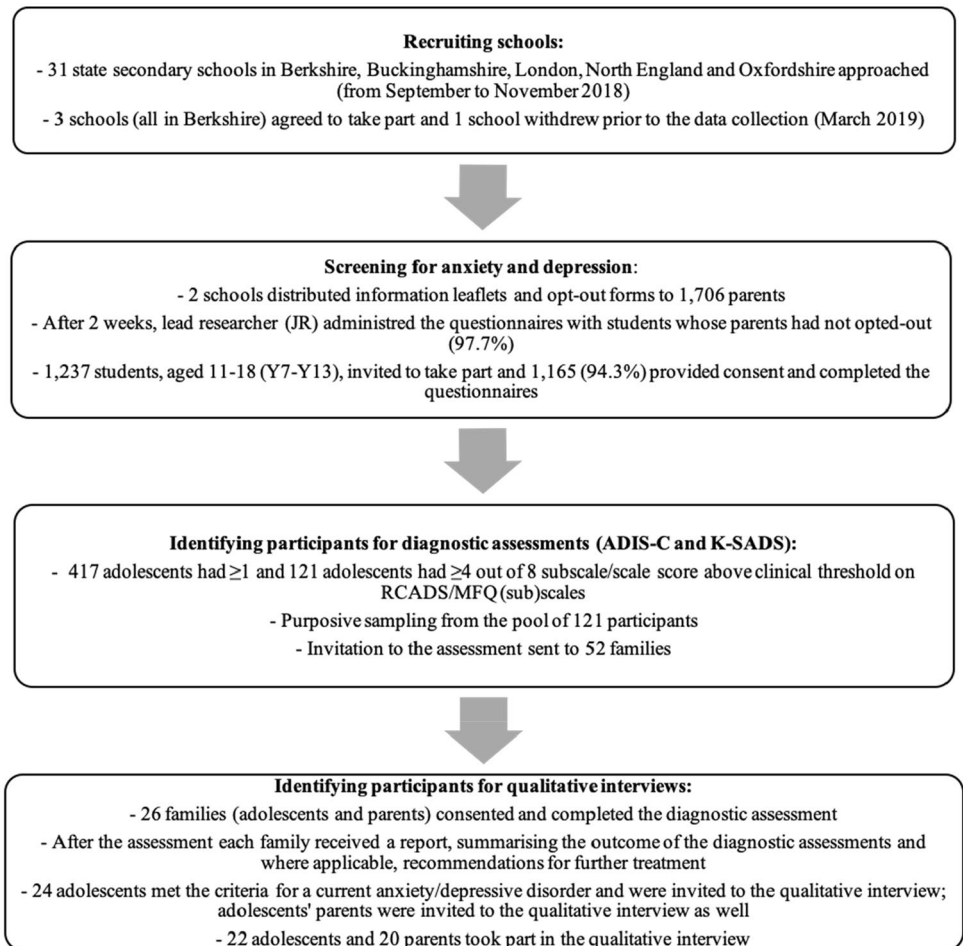 Recruiting schools:
- 31 state secondary schools in Berkshire, Buckinghamshire, London, North England and Oxfordshire approached
(from September to November 2018)
- 3 schools (all in Berkshire) agreed to take part and 1 school withdrew prior to the data collection (March 2019)
Screening for anxiety and depression:
- 2 schools distributed information leaflets and opt-out forms to 1,706 parents
- After 2 weeks, lead researcher (JR) administred the questionnaires with students whose parents had not opted-out
(97.7%)
- 1,237 students, aged 11-18 (Y7-Y13), invited to take part and 1,165 (94.3%) provided consent and completed the
questionnaires
Identifying participants for diagnostic assessments (ADIS-C and K-SADS):
- 417 adolescents had ≥1 and 121 adolescents had ≥4 out of 8 subscale/scale score above clinical threshold on
RCADS/MFQ (sub)scales
- Purposive sampling from the pool of 121 participants
- Invitation to the assessment sent to 52 families
Identifying participants for qualitative interviews:
- 26 families (adolescents and parents) consented and completed the diagnostic assessment
- After the assessment each family received a report, summarising the outcome of the diagnostic assessments and
where applicable, recommendations for further treatment
- 24 adolescents met the criteria for a current anxiety/depressive disorder and were invited to the qualitative interview;
adolescents' parents were invited to the qualitative interview as well
- 22 adolescents and 20 parents took part in the qualitative interview